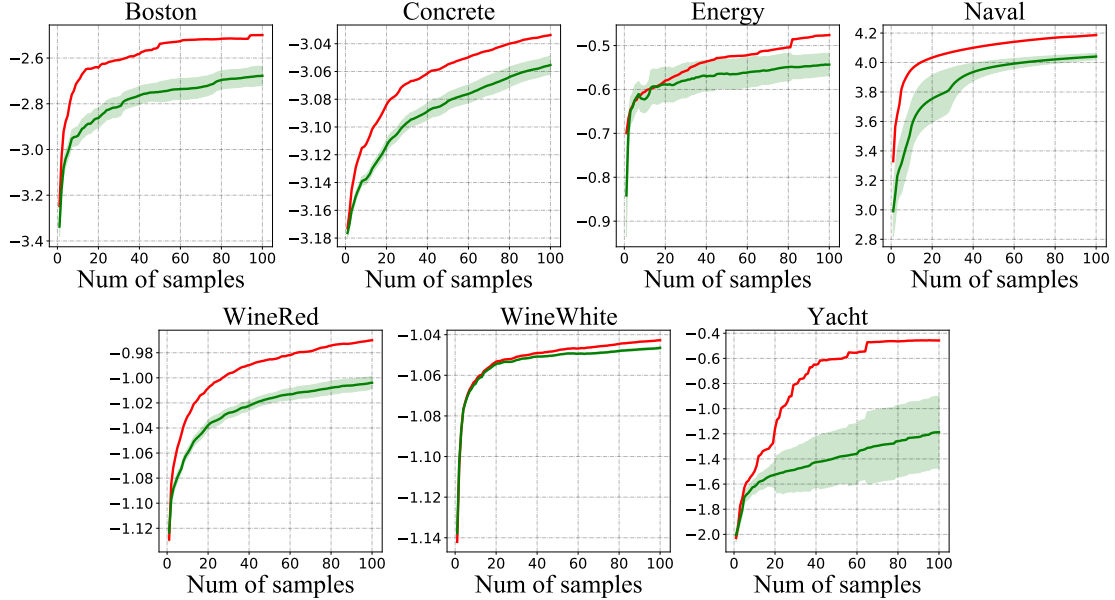 Boston
−2.6
−2.8
−3.0
−3.2
−3.4
0 20 40 60 80 100
Num of samples
Concrete
−3.04
−3.06
−3.08
−3.10
−3.12
−3.14
−3.16
−3.18
0 20 40 60 80 100
Num of samples
Energy
−0.5
−0.6
−0.7
−0.8
−0.9
0 20 40 60 80 100
Num of samples
Naval
4.2
4.0
3.8
3.6
3.4
3.2
3.0
2.8
0 20 40 60 80 100
Num of samples
WineRed
−0.98
−1.00
−1.02
−1.04
−1.06
−1.08
−1.10
−1.12
0 20 40 60 80 100
Num of samples
WineWhite
−1.04
−1.06
−1.08
−1.10
−1.12
−1.14
0 20 40 60 80 100
Num of samples
Yacht
−0.4
−0.6
−0.8
−1.0
−1.2
−1.4
−1.6
−1.8
−2.0
0 20 40 60 80 100
Num of samples